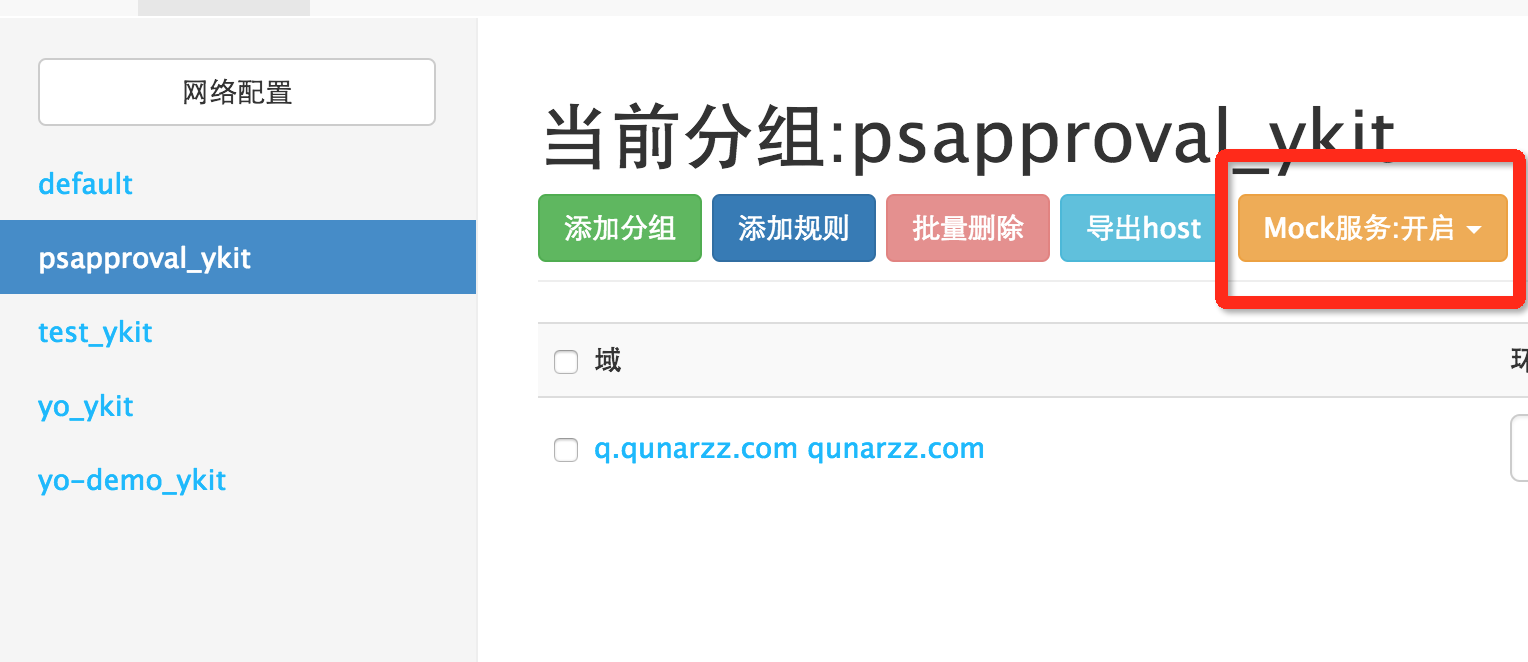 网络配置
default
psapproval_ykit
test_ykit
yo_ykit
yo-demo_ykit
当前分组:psapproval_ykit
添加分组 添加规则 批量删除 导出host Mock服务:开启
域
q.qunarzz.com qunarzz.com